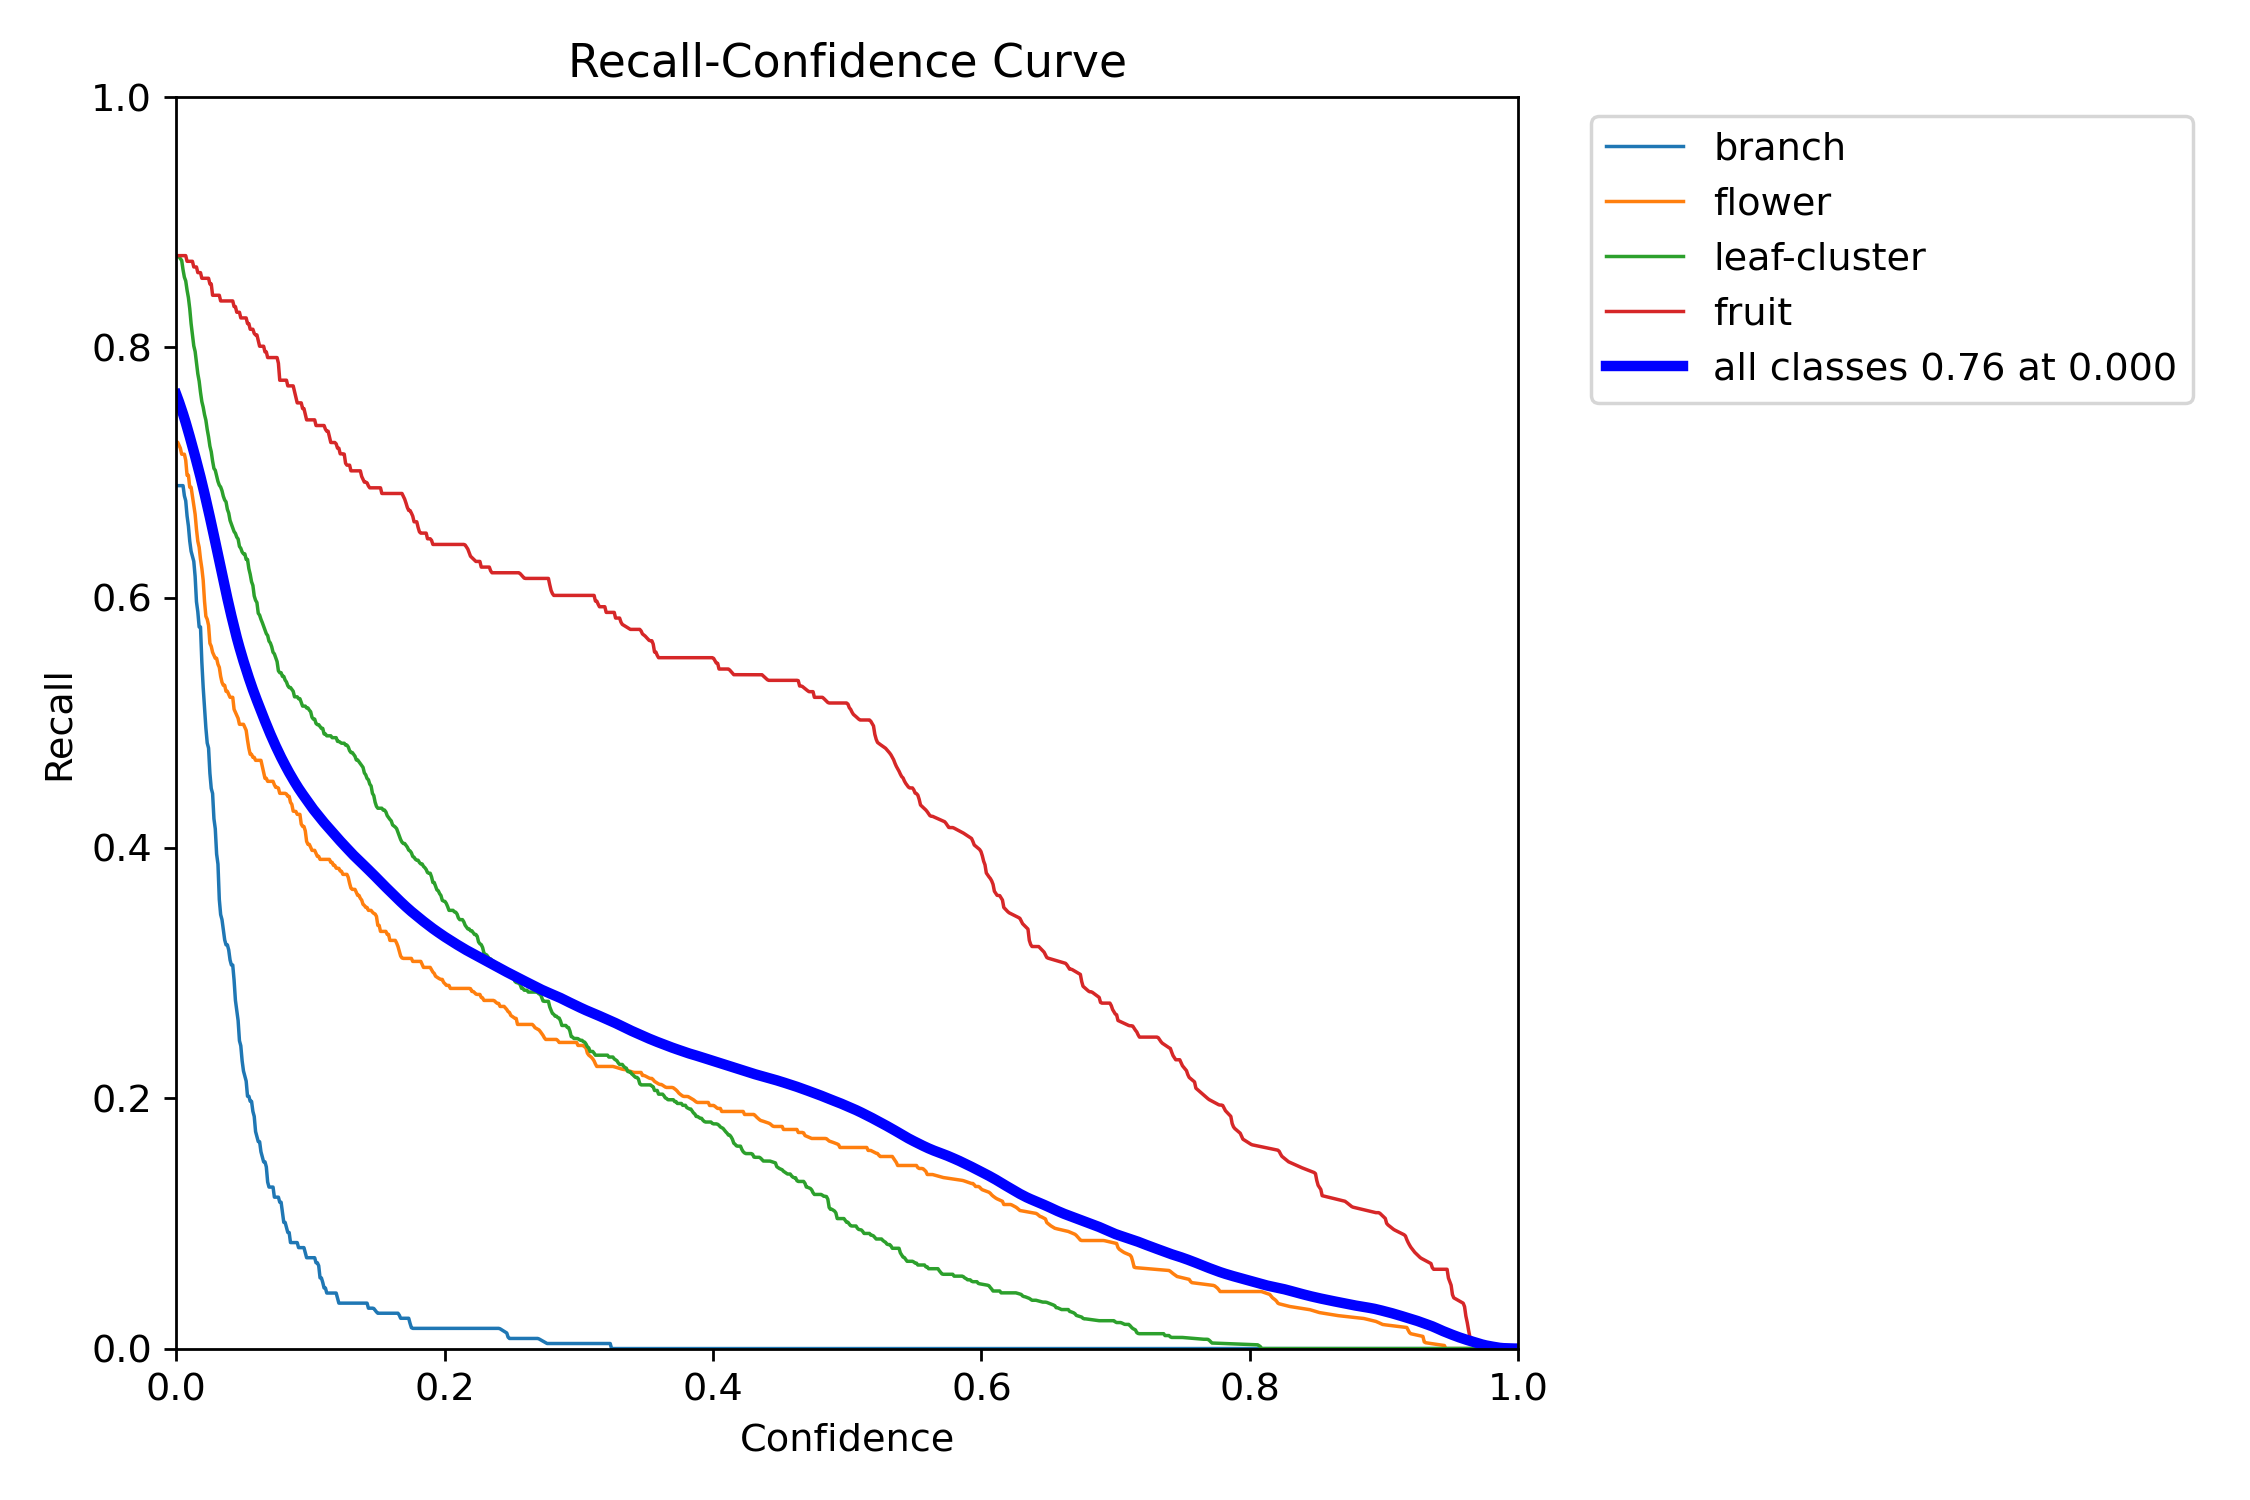 Recall-Confidence Curve
1.0
0.8
0.6
0.4
0.2
0.0
Recall
0.0 0.2 0.4 0.6 0.8 1.0
Confidence
branch
flower
leaf-cluster
fruit
all classes 0.76 at 0.000